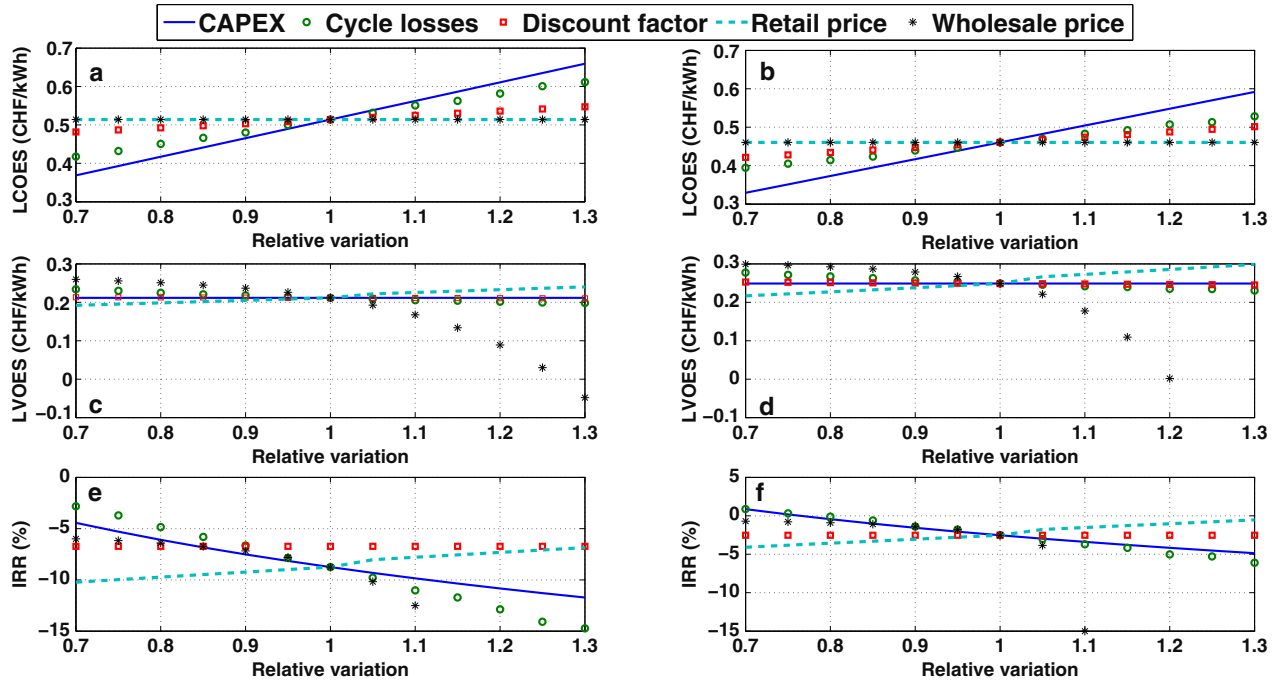 CAPEX Cycle losses Discount factor Retail price Wholesale price
a
LCOES (CHF/kWh)
0.7
0.6
0.5
0.4
0.3
0.7 0.8 0.9 1 1.1 1.2 1.3
Relative variation
b
LCOES (CHF/kWh)
0.7
0.6
0.5
0.4
0.3
0.7 0.8 0.9 1 1.1 1.2 1.3
Relative variation
LVOES (CHF/kWh)
0.3
0.2
0.1
0
−0.1
c
0.7 0.8 0.9 1 1.1 1.2 1.3
Relative variation
LVOES (CHF/kWh)
0.3
0.2
0.1
0
−0.1
d
0.7 0.8 0.9 1 1.1 1.2 1.3
Relative variation
e
IRR (%)
0
−5
−10
−15
0.7 0.8 0.9 1 1.1 1.2 1.3
Relative variation
f
IRR (%)
5
0
−5
−10
−15
0.7 0.8 0.9 1 1.1 1.2 1.3
Relative variation